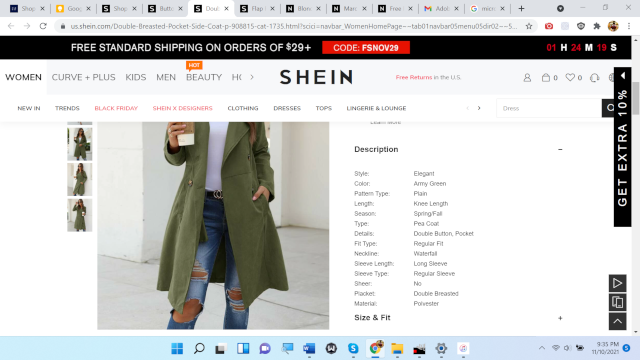 Shop
Gooc
Shop
Butto
Doul
Flap
Blon
Man
Free
Adol
micr
us.shein.com/Double-Breasted-Pocket-Side-Coat-p-908815-cat-1735.html?scici=navbar_WomenHomePage~~tab01navbar05menu05dir02~~5...
FREE STANDARD SHIPPING ON ORDERS OF $29+ CODE: FSNOV29 01 H 24 M 19 S
HOT
WOMEN CURVE + PLUS KIDS MEN BEAUTY SHEIN Free Returns in the U.S. 0 0
NEW IN TRENDS BLACK FRIDAY SHEIN X DESIGNERS CLOTHING DRESSES TOPS LINGERIE & LOUNGE Dress
GET EXTRA 10%
Learn More
Description −
Style: Elegant
Color: Army Green
Pattern Type: Plain
Length: Knee Length
Season: Spring/Fall
Type: Pea Coat
Details: Double Button, Pocket
Fit Type: Regular Fit
Neckline: Waterfall
Sleeve Length: Long Sleeve
Sleeve Type: Regular Sleeve
Sheer: No
Placket: Double Breasted
Material: Polyester
Size & Fit +
9:35 PM
11/10/2021